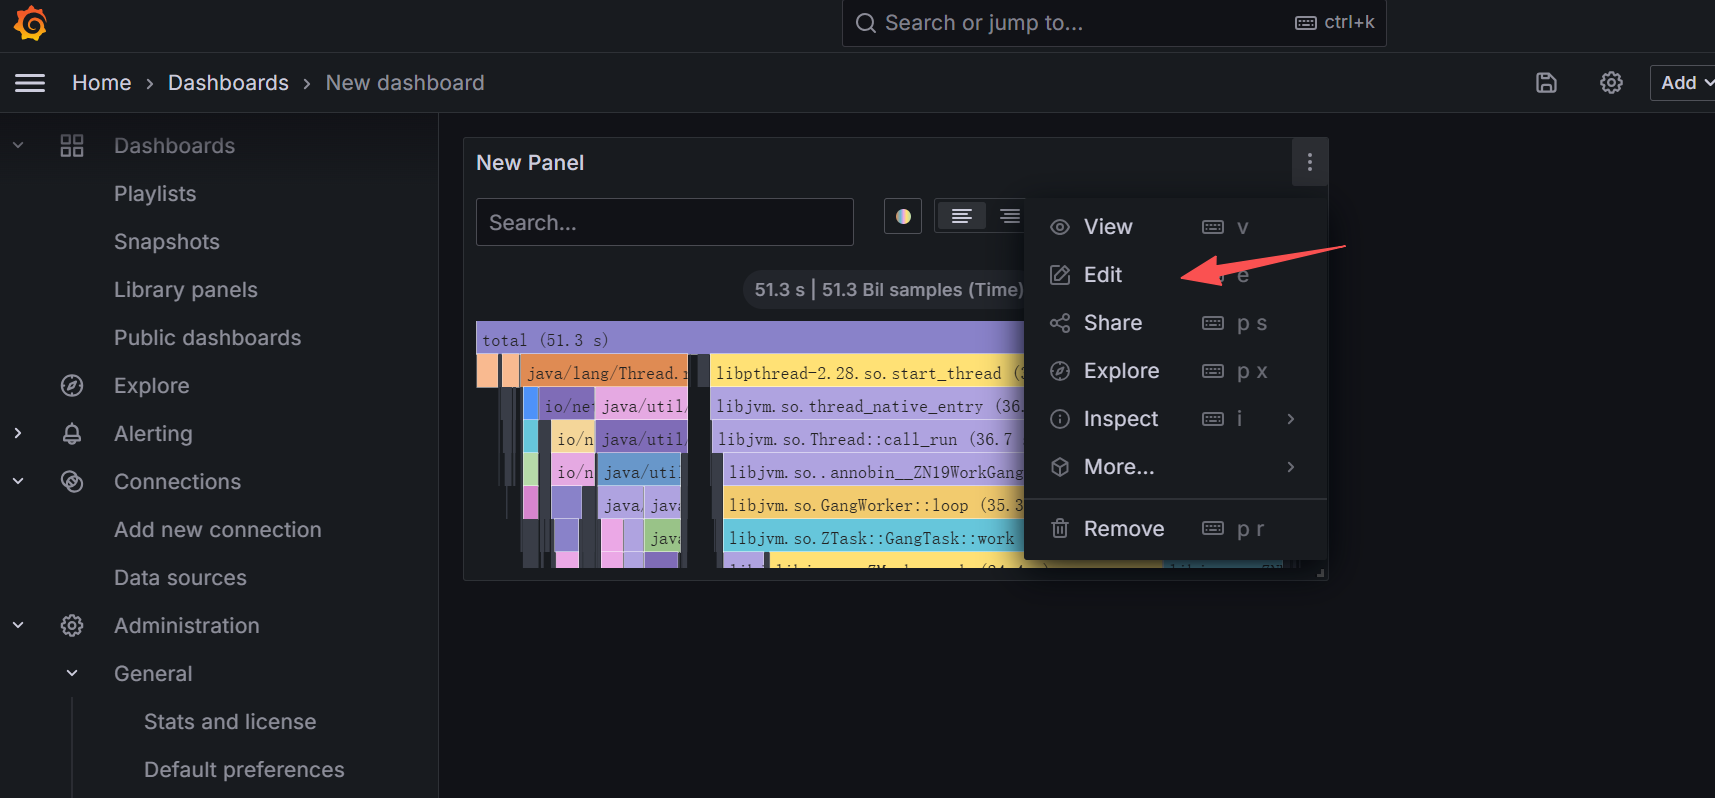 Search or jump to...
ctrl+k
Home › Dashboards › New dashboard
Add
Dashboards
Playlists
Snapshots
Library panels
Public dashboards
Explore
Alerting
Connections
Add new connection
Data sources
Administration
General
Stats and license
Default preferences
New Panel
Search...
51.3 s | 51.3 Bil samples (Time)
total (51.3 s)
java/lang/Thread.r
libpthread-2.28.so.start_thread (3
io/ne
java/util/
libjvm.so.thread_native_entry (36.
io/n
java/util/
libjvm.so.Thread::call_run (36.7
io/n
java/util
libjvm.so..annobin__ZN19WorkGang
java/
java
libjvm.so.GangWorker::loop (35.3
java
libjvm.so.ZTask::GangTask::work
View v
Edit e
Share p s
Explore p x
Inspect i
More...
Remove p r